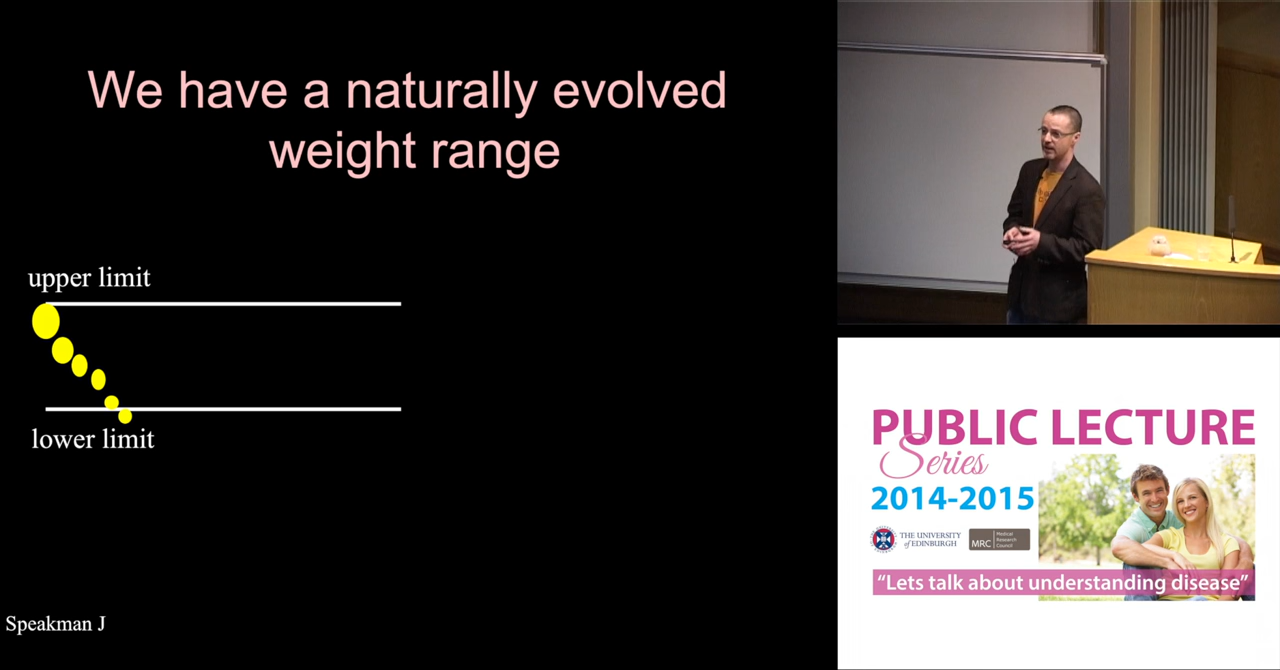 We have a naturally evolved
weight range
upper limit
lower limit
Speakman J
PUBLIC LECTURE
Series
2014-2015
THE UNIVERSITY
of EDINBURGH
MRC
Medical
Research
Council
“Lets talk about understanding disease”